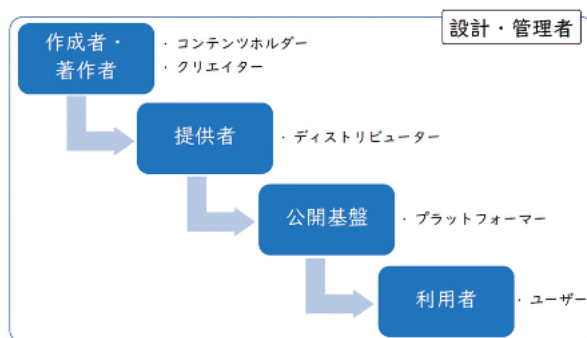 設計・管理者
作成者・
著作者
・コンテンツホルダー
・クリエイター
提供者
・ディストリビューター
公開基盤
・プラットフォーマー
利用者
・ユーザー